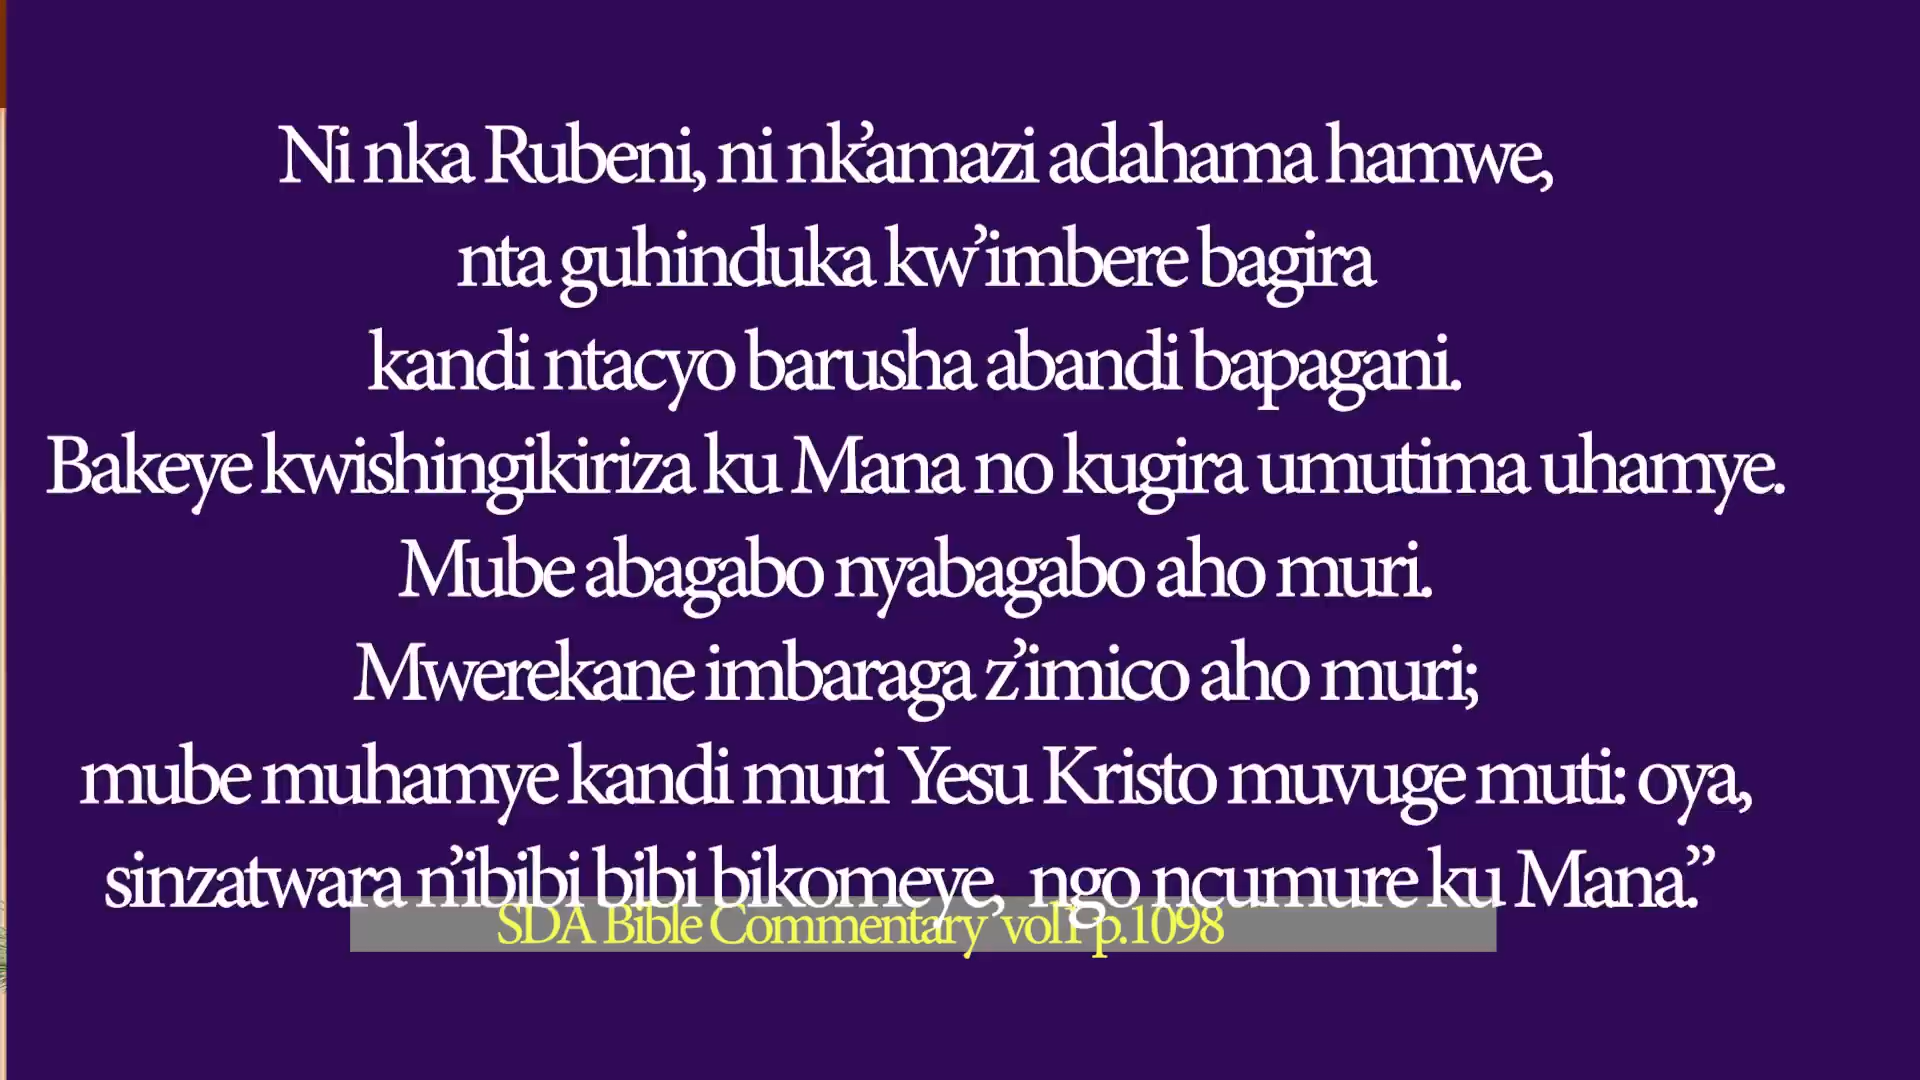 Ni nka Rubeni, ni nk’amazi adahama hamwe,
nta guhinduka kw’imbere bagira
kandi ntacyo barusha abandi bapagani.
Bakeye kwishingikiriza ku Mana no kugira umutima uhamye.
Mube abagabo nyabagabo aho muri.
Mwerekane imbaraga z’imico aho muri;
mube muhamye kandi muri Yesu Kristo muvuge muti: oya,
sinzatwara n’ibibi bibi bikomeye, ngo ncumure ku Mana.”
SDA Bible Commentary vol1 p.1098